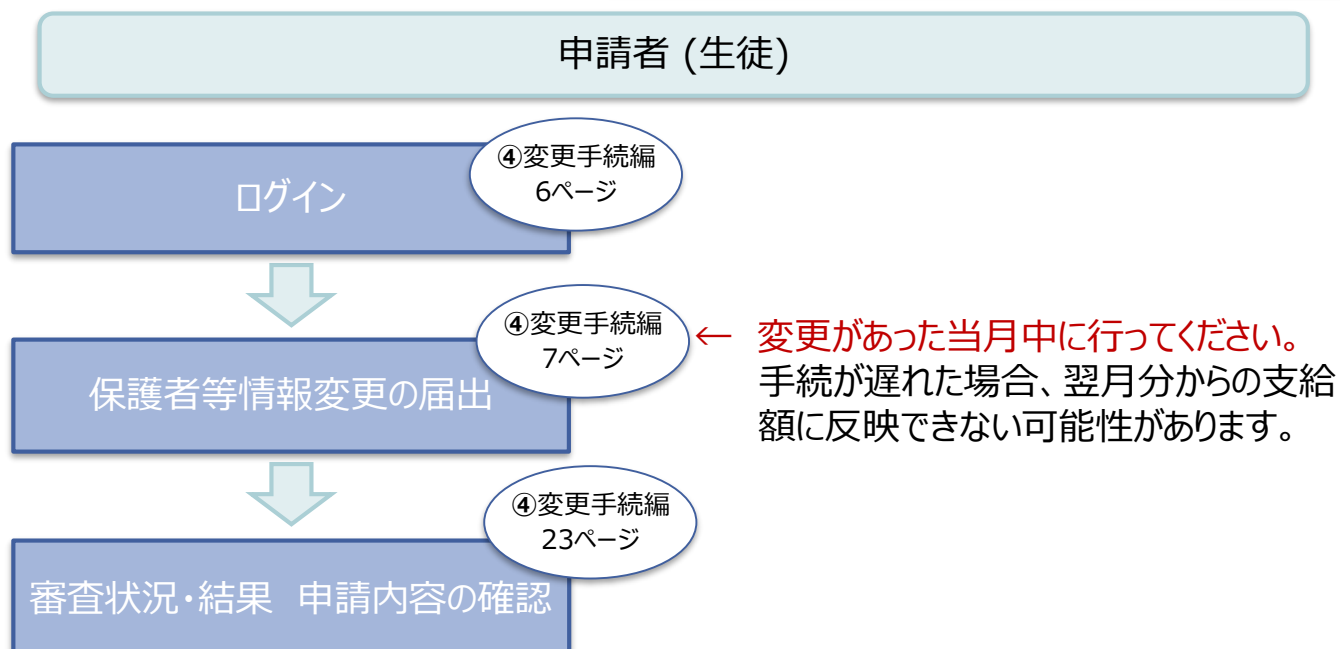 申請者 (生徒)
④変更手続編
6ページ
ログイン
④変更手続編
7ページ
← 変更があった当月中に行ってください。
手続が遅れた場合、翌月分からの支給
額に反映できない可能性があります。
保護者等情報変更の届出
④変更手続編
23ページ
審査状況・結果　申請内容の確認